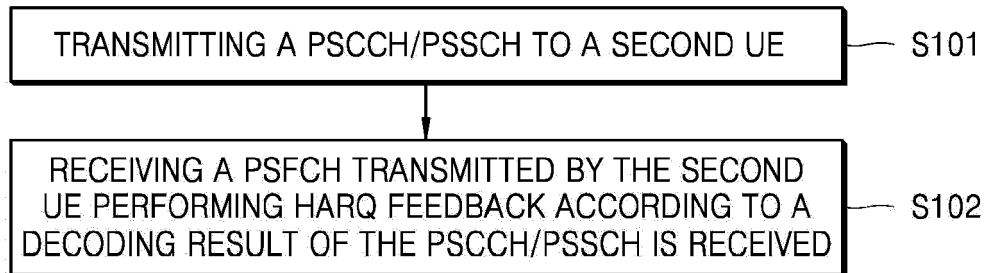 TRANSMITTING A PSCCH/PSSCH TO A SECOND UE
S101
RECEIVING A PSFCH TRANSMITTED BY THE SECOND
UE PERFORMING HARQ FEEDBACK ACCORDING TO A
DECODING RESULT OF THE PSCCH/PSSCH IS RECEIVED
S102